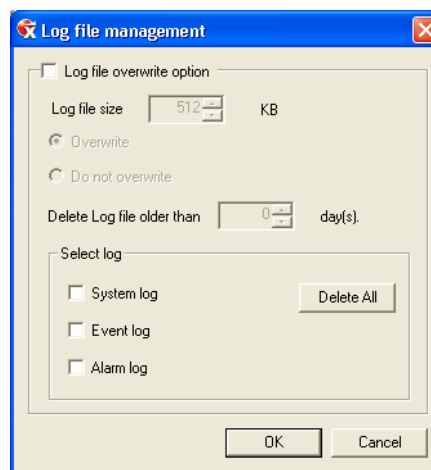 Log file management
Log file overwrite option
Log file size 512 KB
Overwrite
Do not overwrite
Delete Log file older than 0 day(s).
Select log
System log
Delete All
Event log
Alarm log
OK Cancel